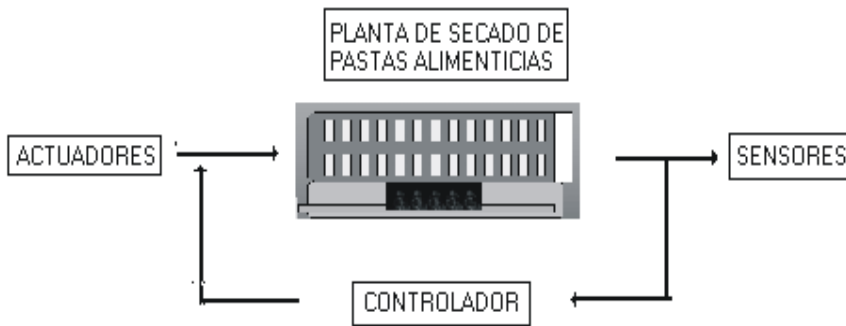 PLANTA DE SECADO DE
PASTAS ALIMENTICIAS
ACTUADORES
SENSORES
CONTROLADOR